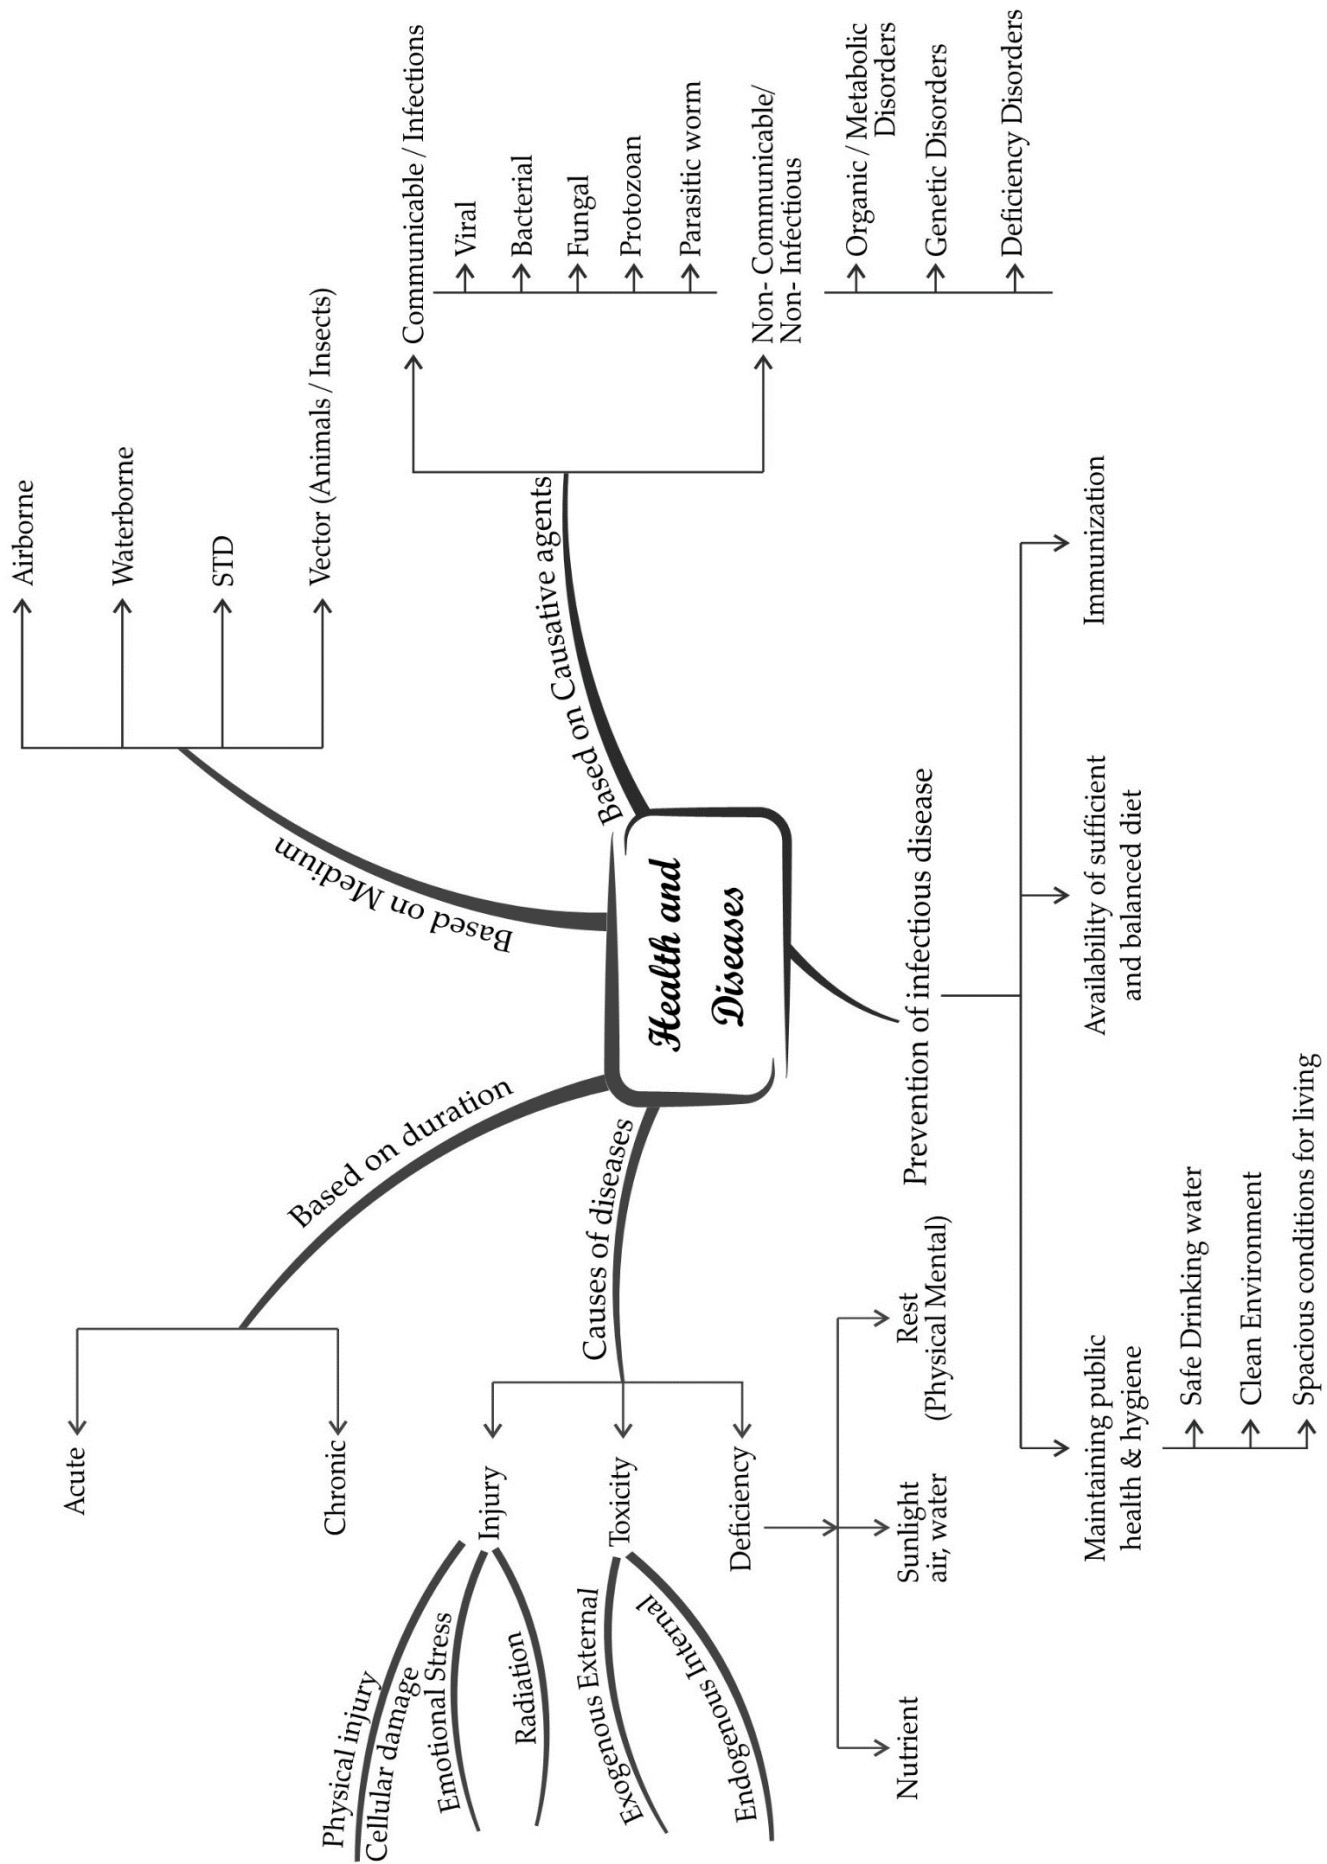 Health and
Diseases
Based on duration
Acute
Chronic
Based on Medium
Airborne
Waterborne
STD
Vector (Animals / Insects)
Based on Causative agents
Communicable / Infections
Viral
Bacterial
Fungal
Protozoan
Parasitic worm
Non- Communicable/
Non- Infectious
Organic / Metabolic
Disorders
Genetic Disorders
Deficiency Disorders
Causes of diseases
Injury
Physical injury
Cellular damage
Emotional Stress
Radiation
Toxicity
Exogenous External
Endogenous Internal
Deficiency
Nutrient
Sunlight
air, water
Rest
(Physical Mental)
Prevention of infectious disease
Maintaining public
health & hygiene
Safe Drinking water
Clean Environment
Spacious conditions for living
Availability of sufficient
and balanced diet
Immunization